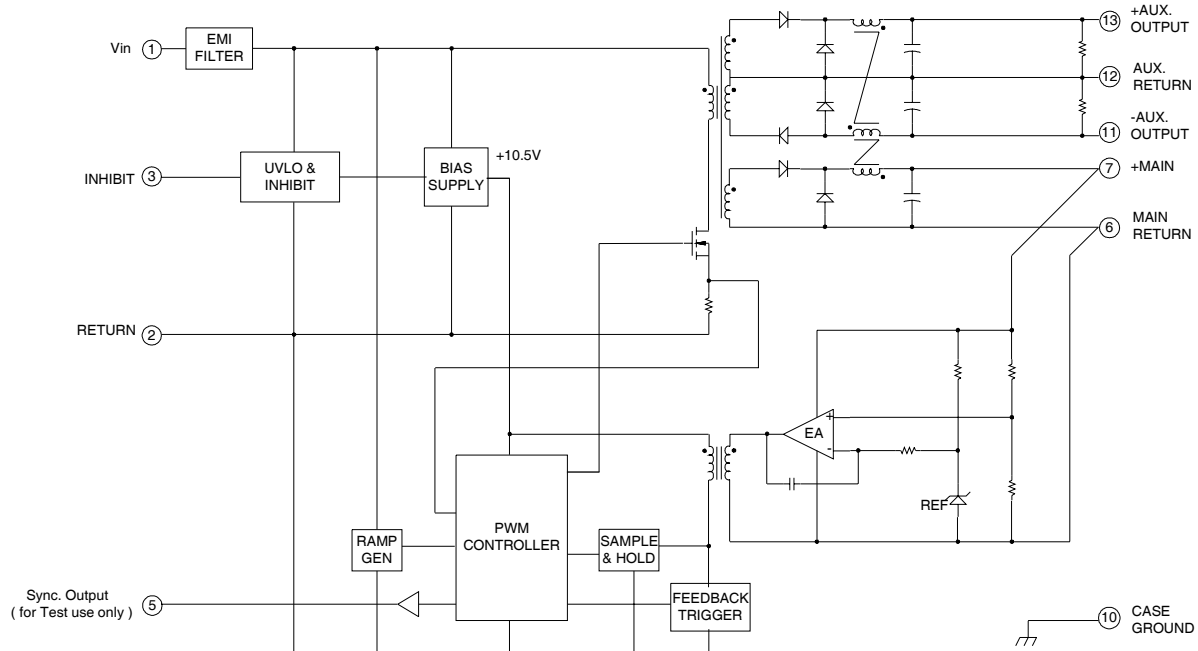 Vin
1
EMI
FILTER
13
+AUX.
OUTPUT
12
AUX.
RETURN
11
-AUX.
OUTPUT
INHIBIT
3
UVLO &
INHIBIT
BIAS
SUPPLY
+10.5V
7
+MAIN
6
MAIN
RETURN
RETURN
2
+
EA
-
REF
PWM
CONTROLLER
RAMP
GEN
SAMPLE
& HOLD
FEEDBACK
TRIGGER
Sync. Output
( for Test use only )
5
10
CASE
GROUND